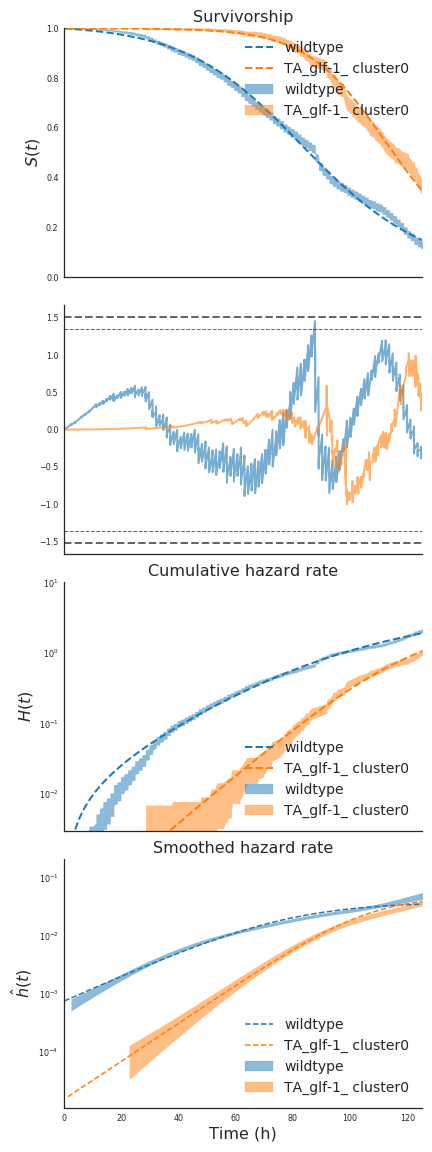 Survivorship
1.0
0.8
0.6
0.4
0.2
0.0
S(t)
wildtype
TA_glf-1_ cluster0
wildtype
TA_glf-1_ cluster0
1.5
1.0
0.5
0.0
−0.5
−1.0
−1.5
Cumulative hazard rate
10¹
10⁰
10⁻¹
10⁻²
H(t)
wildtype
TA_glf-1_ cluster0
wildtype
TA_glf-1_ cluster0
Smoothed hazard rate
10⁻¹
10⁻²
10⁻³
10⁻⁴
ĥ(t)
wildtype
TA_glf-1_ cluster0
wildtype
TA_glf-1_ cluster0
0 20 40 60 80 100 120
Time (h)